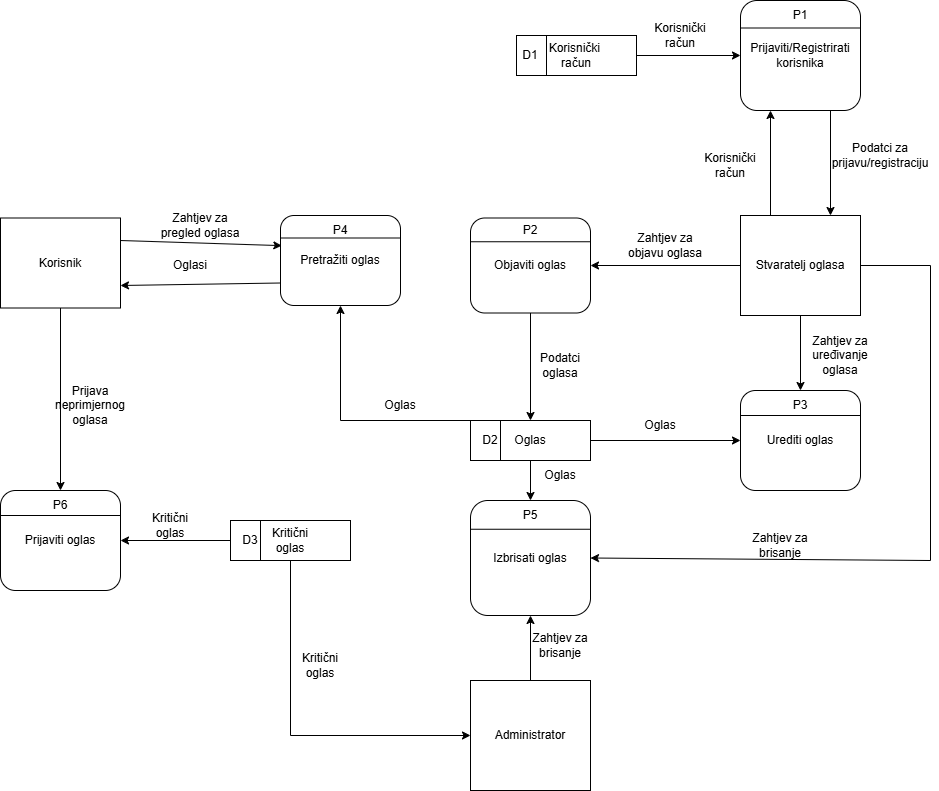 P1
Prijaviti/Registrirati
korisnika
D1
Korisnički
račun
Korisnički
račun
Korisnički
račun
Podatci za
prijavu/registraciju
Korisnik
Zahtjev za
pregled oglasa
Oglasi
P4
Pretražiti oglas
P2
Objaviti oglas
Zahtjev za
objavu oglasa
Stvaratelj oglasa
Podatci
oglasa
Zahtjev za
uređivanje
oglasa
Prijava
neprimjernog
oglasa
Oglas
D2
Oglas
Oglas
P3
Urediti oglas
Oglas
P6
Prijaviti oglas
Kritični
oglas
D3
Kritični
oglas
P5
Izbrisati oglas
Zahtjev za
brisanje
Zahtjev za
brisanje
Kritični
oglas
Administrator